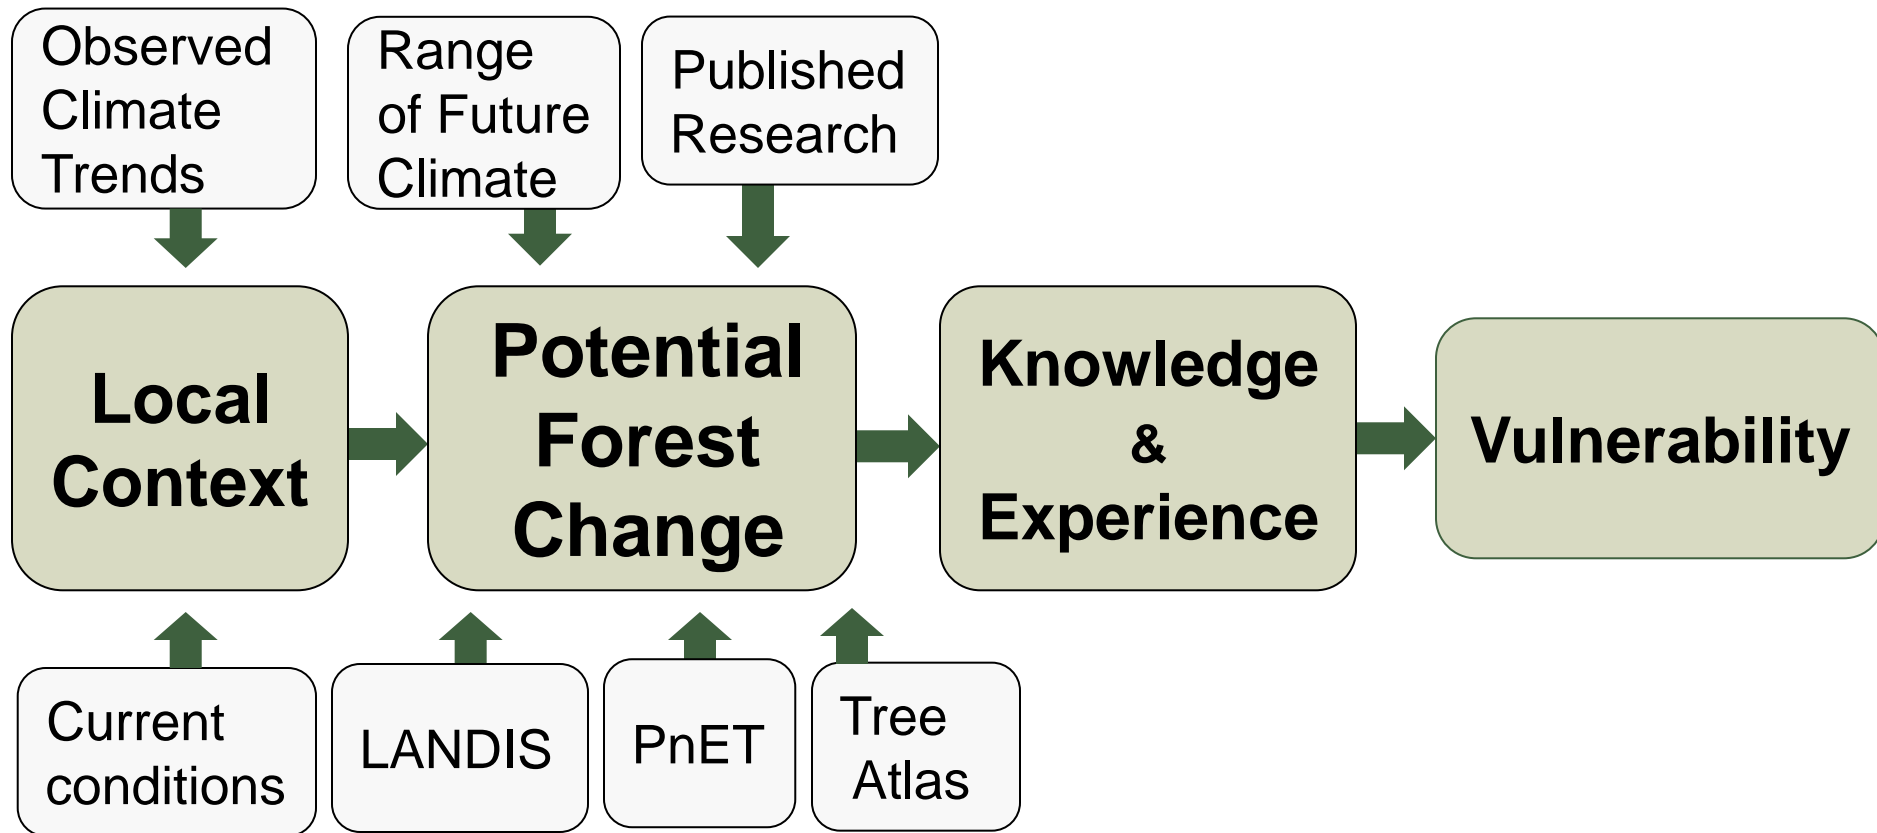 Observed
Climate
Trends
Range
of Future
Climate
Published
Research
Local
Context
Potential
Forest
Change
Knowledge
&
Experience
Vulnerability
Current
conditions
LANDIS
PnET
Tree
Atlas